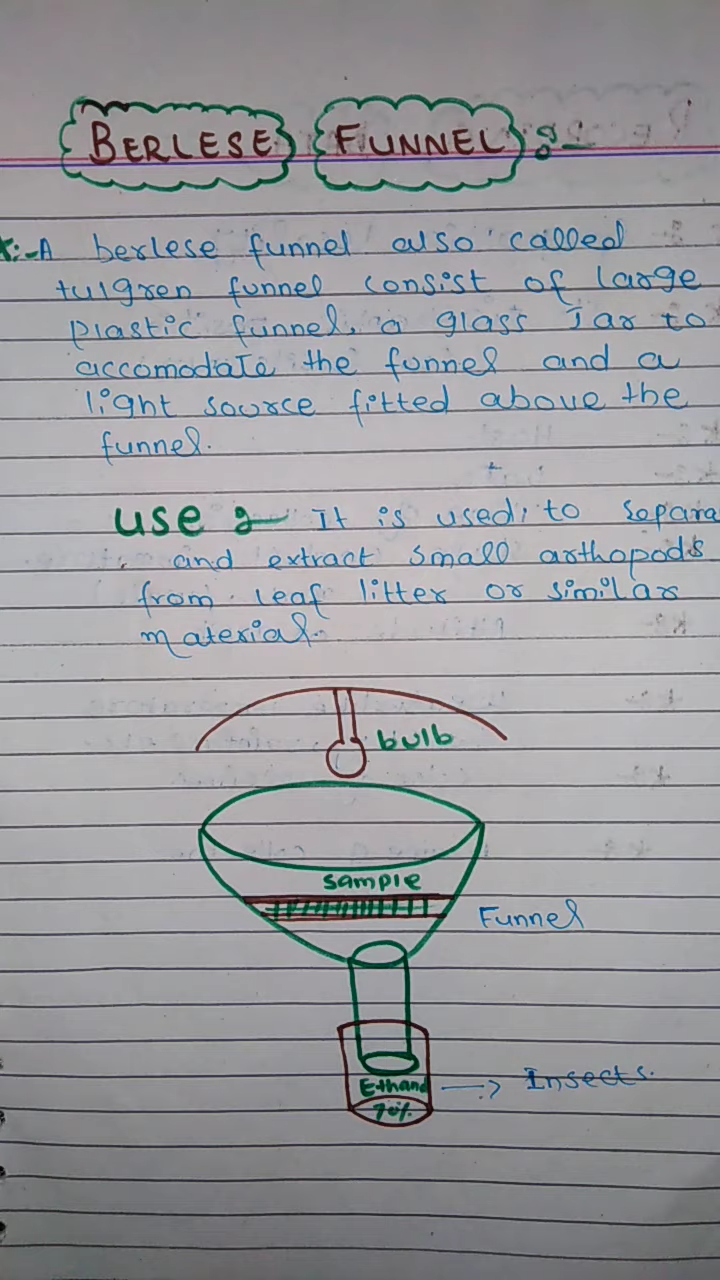 BERLESE FUNNEL :-
*:- A berlese funnel also called
tulgren funnel consist of large
plastic funnel, a glass Jar to
accomodate the funnel and a
light source fitted above the
funnel.
use :- It is used, to separa
and extract small arthopods
from leaf litter or similar
material.
bulb
sample
Funnel
Ethanol → Insects.
70%